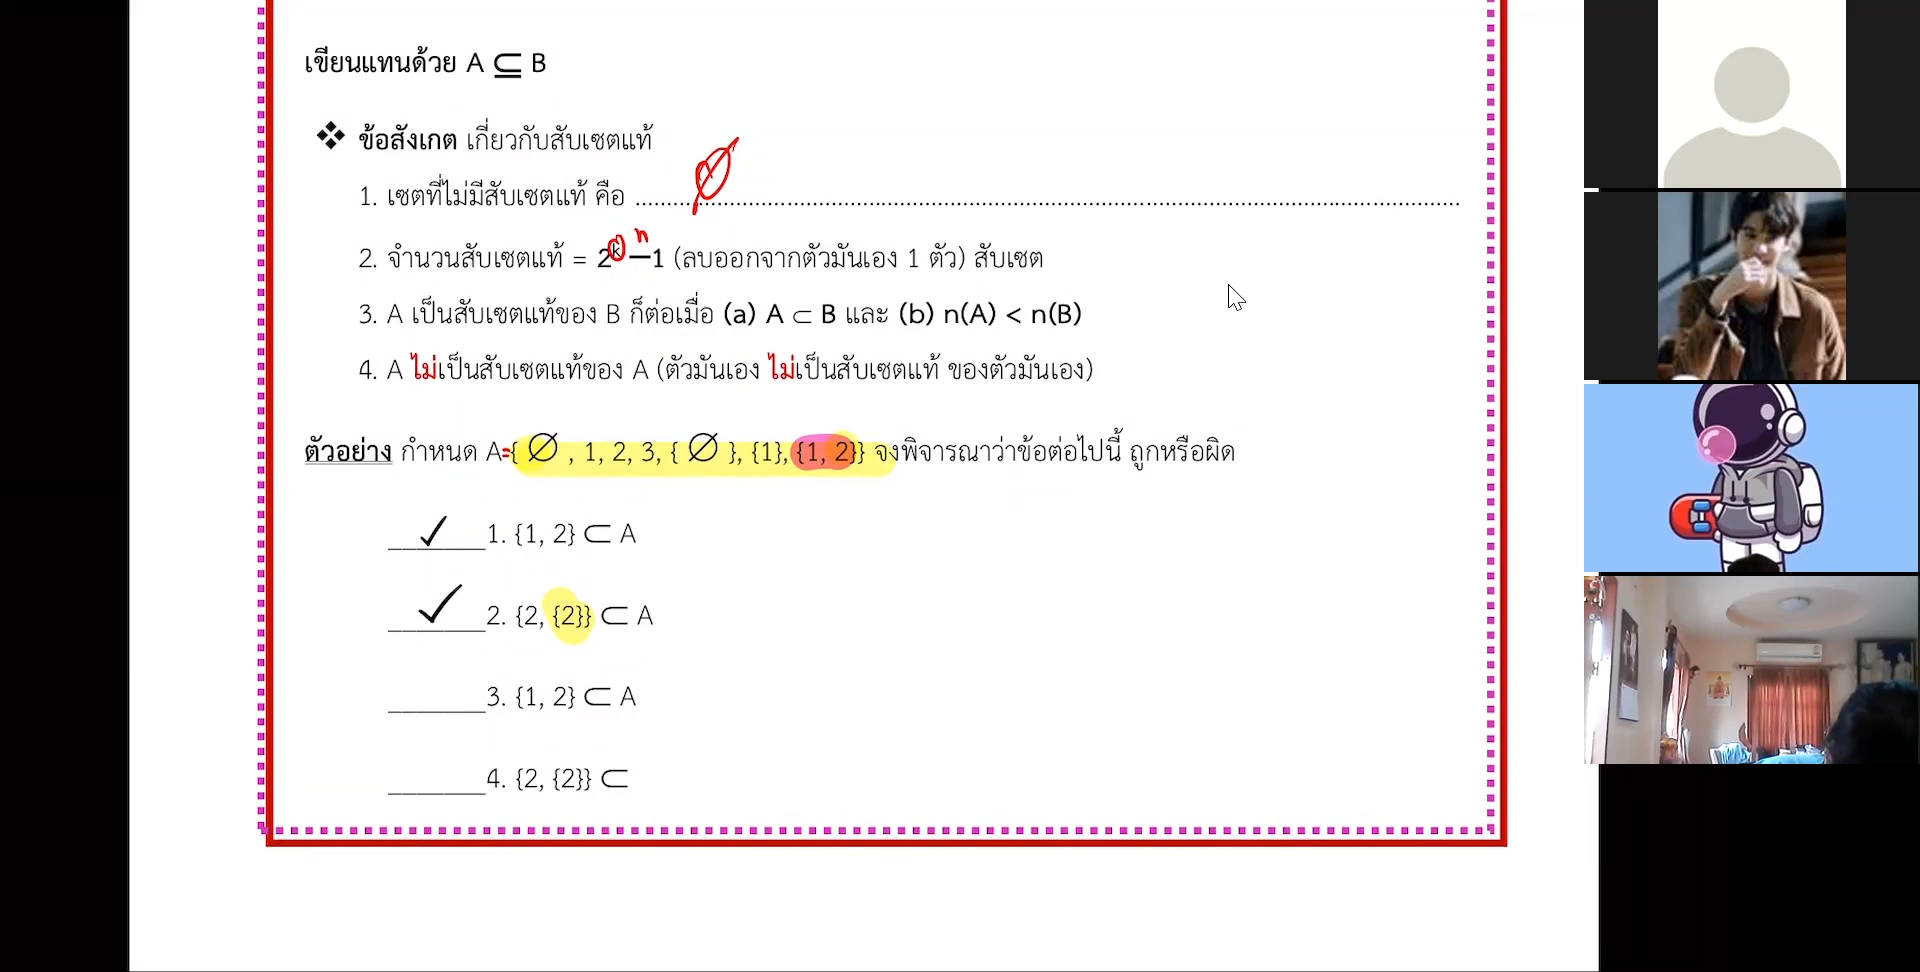 เขียนแทนด้วย A ⊆ B
❖ ข้อสังเกต เกี่ยวกับสับเซตแท้
1. เซตที่ไม่มีสับเซตแท้ คือ ........∅........
2. จำนวนสับเซตแท้ = 2ᵏ –1 (ลบออกจากตัวมันเอง 1 ตัว) สับเซต
n
3. A เป็นสับเซตแท้ของ B ก็ต่อเมื่อ (a) A ⊂ B และ (b) n(A) < n(B)
4. A ไม่เป็นสับเซตแท้ของ A (ตัวมันเอง ไม่เป็นสับเซตแท้ ของตัวมันเอง)
ตัวอย่าง กำหนด A={ ∅ , 1, 2, 3, { ∅ }, {1}, {1, 2}} จงพิจารณาว่าข้อต่อไปนี้ ถูกหรือผิด
___✓___1. {1, 2} ⊂ A
___✓___2. {2, {2}} ⊂ A
_______3. {1, 2} ⊂ A
_______4. {2, {2}} ⊂